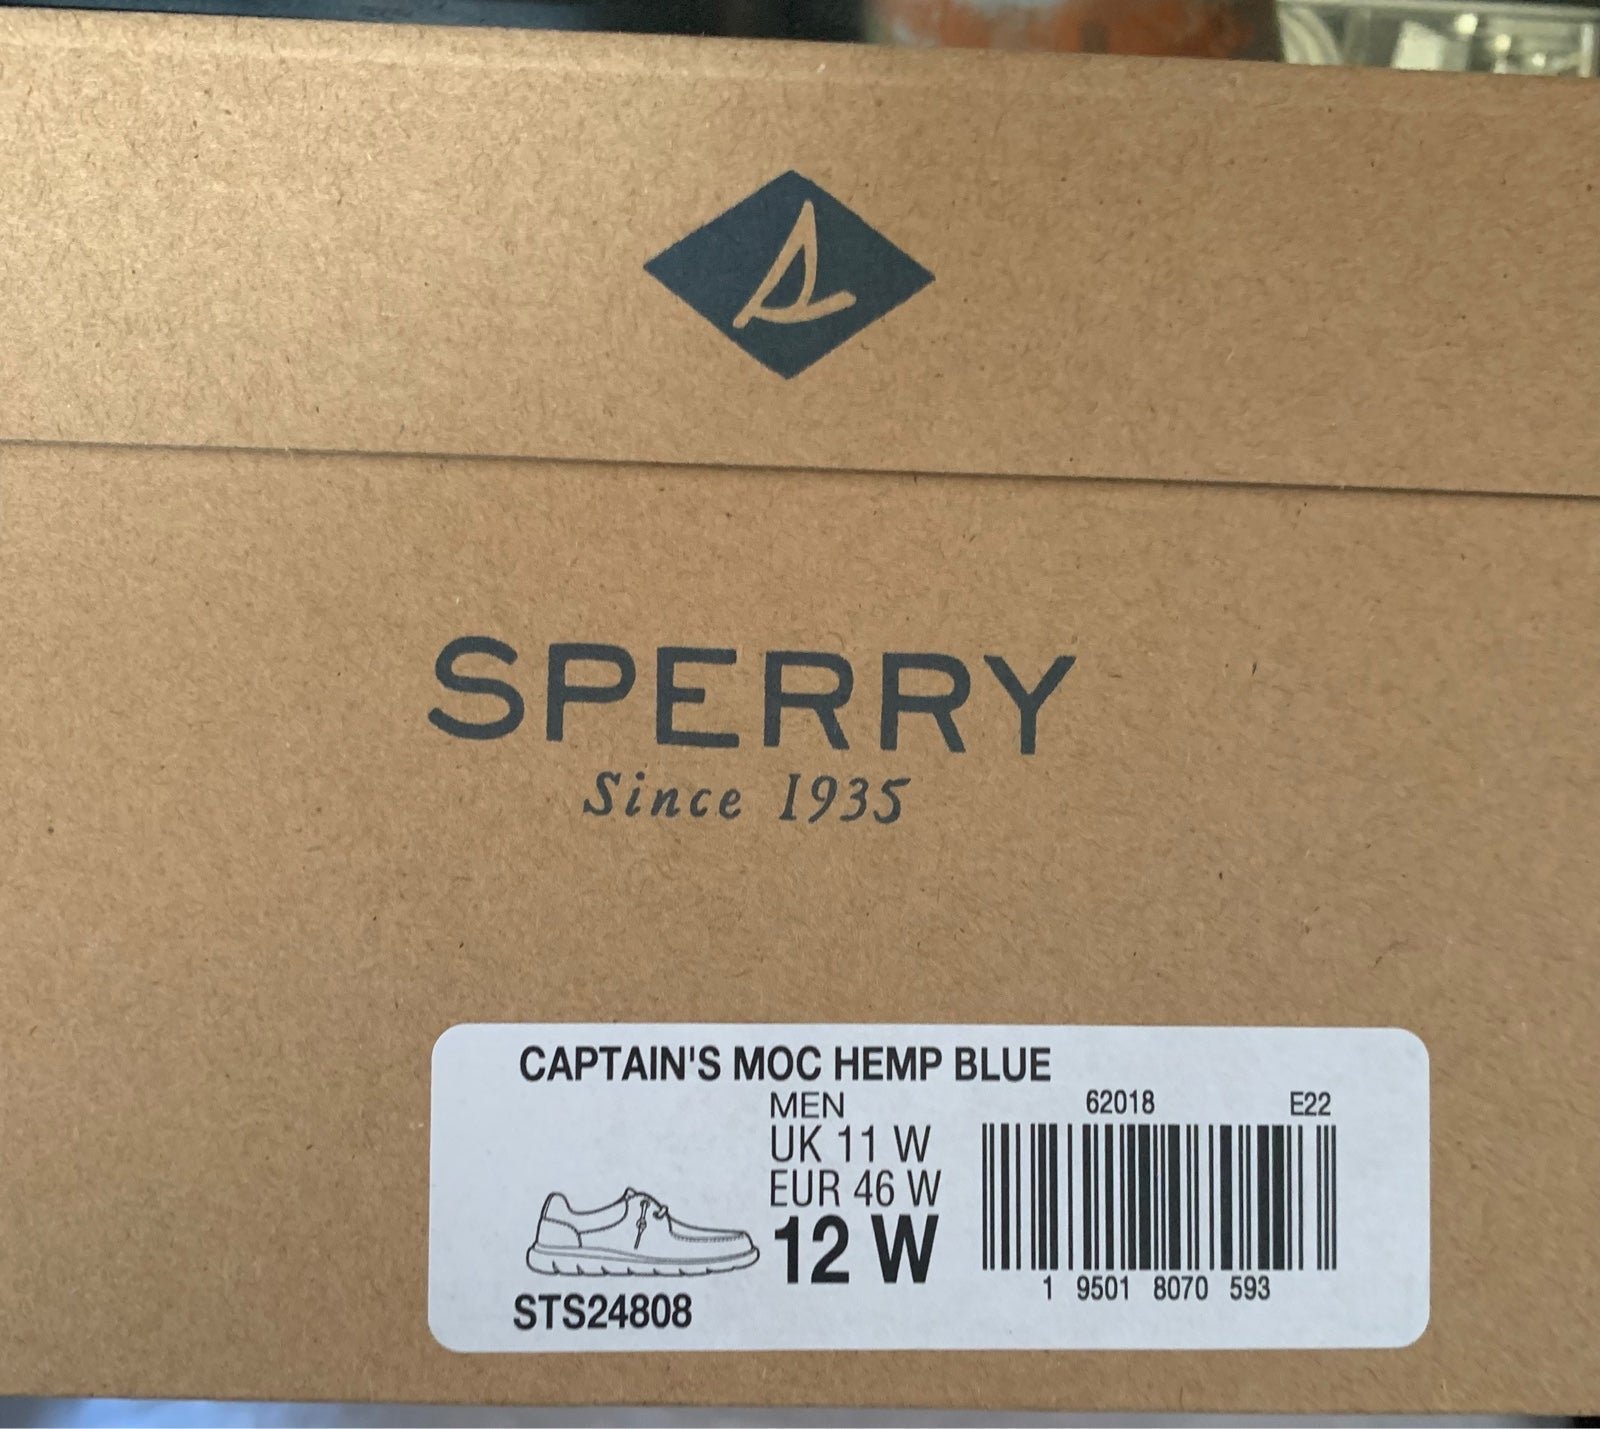 SPERRY
Since 1935
CAPTAIN'S MOC HEMP BLUE
MEN
62018 E22
UK 11 W
EUR 46 W
12 W
1 9501 8070 593
STS24808